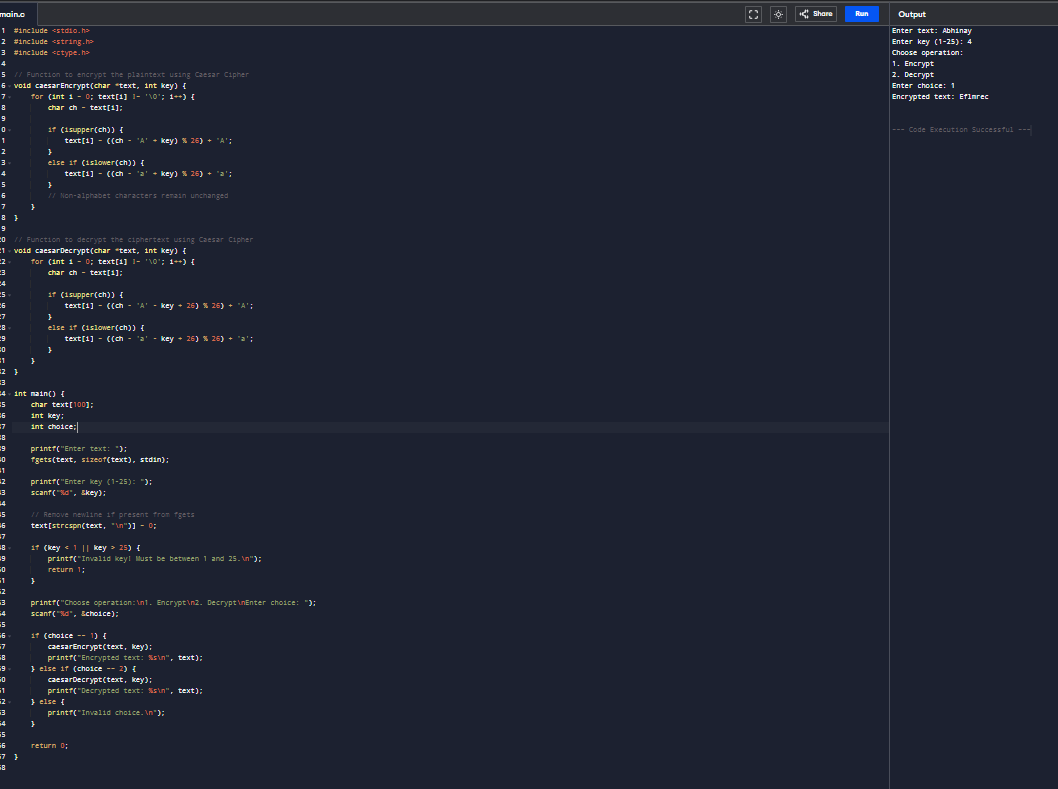 main.c
Share
Run
Output
1 #include <stdio.h>
2 #include <string.h>
3 #include <ctype.h>
4
5 // Function to encrypt the plaintext using Caesar Cipher
6 void caesarEncrypt(char *text, int key) {
7 for (int i = 0; text[i] != '\0'; i++) {
8 char ch = text[i];
9
0 if (isupper(ch)) {
1 text[i] = ((ch - 'A' + key) % 26) + 'A';
2 }
3 else if (islower(ch)) {
4 text[i] = ((ch - 'a' + key) % 26) + 'a';
5 }
6 // Non-alphabet characters remain unchanged
7 }
8 }
9
20 // Function to decrypt the ciphertext using Caesar Cipher
21 void caesarDecrypt(char *text, int key) {
22 for (int i = 0; text[i] != '\0'; i++) {
23 char ch = text[i];
24
25 if (isupper(ch)) {
26 text[i] = ((ch - 'A' - key + 26) % 26) + 'A';
27 }
28 else if (islower(ch)) {
29 text[i] = ((ch - 'a' - key + 26) % 26) + 'a';
30 }
31 }
32 }
33
34 int main() {
35 char text[100];
36 int key;
37 int choice;
38
39 printf("Enter text: ");
40 fgets(text, sizeof(text), stdin);
41
42 printf("Enter key (1-25): ");
43 scanf("%d", &key);
44
45 // Remove newline if present from fgets
46 text[strcspn(text, "\n")] = 0;
47
48 if (key < 1 || key > 25) {
49 printf("Invalid key! Must be between 1 and 25.\n");
50 return 1;
51 }
52
53 printf("Choose operation:\n1. Encrypt\n2. Decrypt\nEnter choice: ");
54 scanf("%d", &choice);
55
56 if (choice == 1) {
57 caesarEncrypt(text, key);
58 printf("Encrypted text: %s\n", text);
59 } else if (choice == 2) {
60 caesarDecrypt(text, key);
61 printf("Decrypted text: %s\n", text);
62 } else {
63 printf("Invalid choice.\n");
64 }
65
66 return 0;
67 }
68
Enter text: Abhinay
Enter key (1-25): 4
Choose operation:
1. Encrypt
2. Decrypt
Enter choice: 1
Encrypted text: Eflmrec
=== Code Execution Successful ===